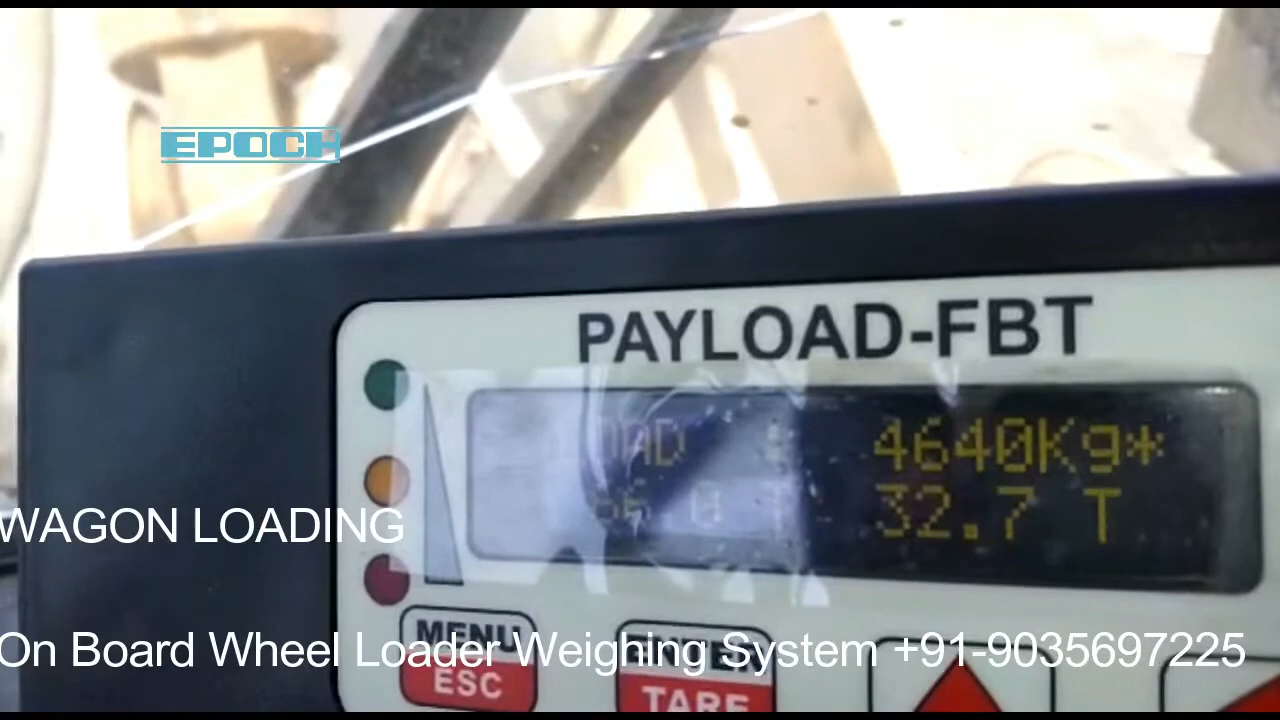 EPOCH
PAYLOAD-FBT
4640Kg*
32.7 T
WAGON LOADING
MENU
ESC
ENTER
TARE
On Board Wheel Loader Weighing System +91-9035697225